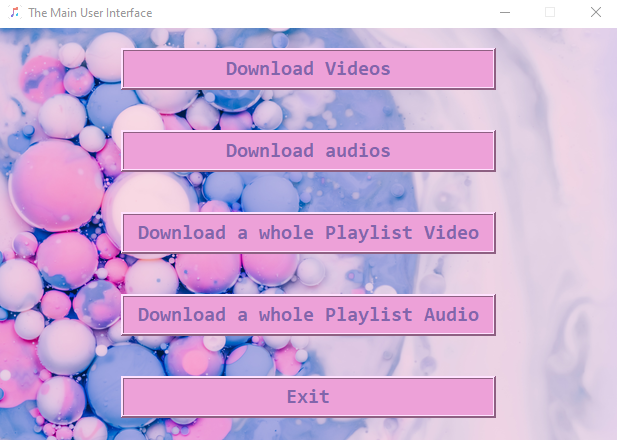 The Main User Interface
Download Videos
Download audios
Download a whole Playlist Video
Download a whole Playlist Audio
Exit